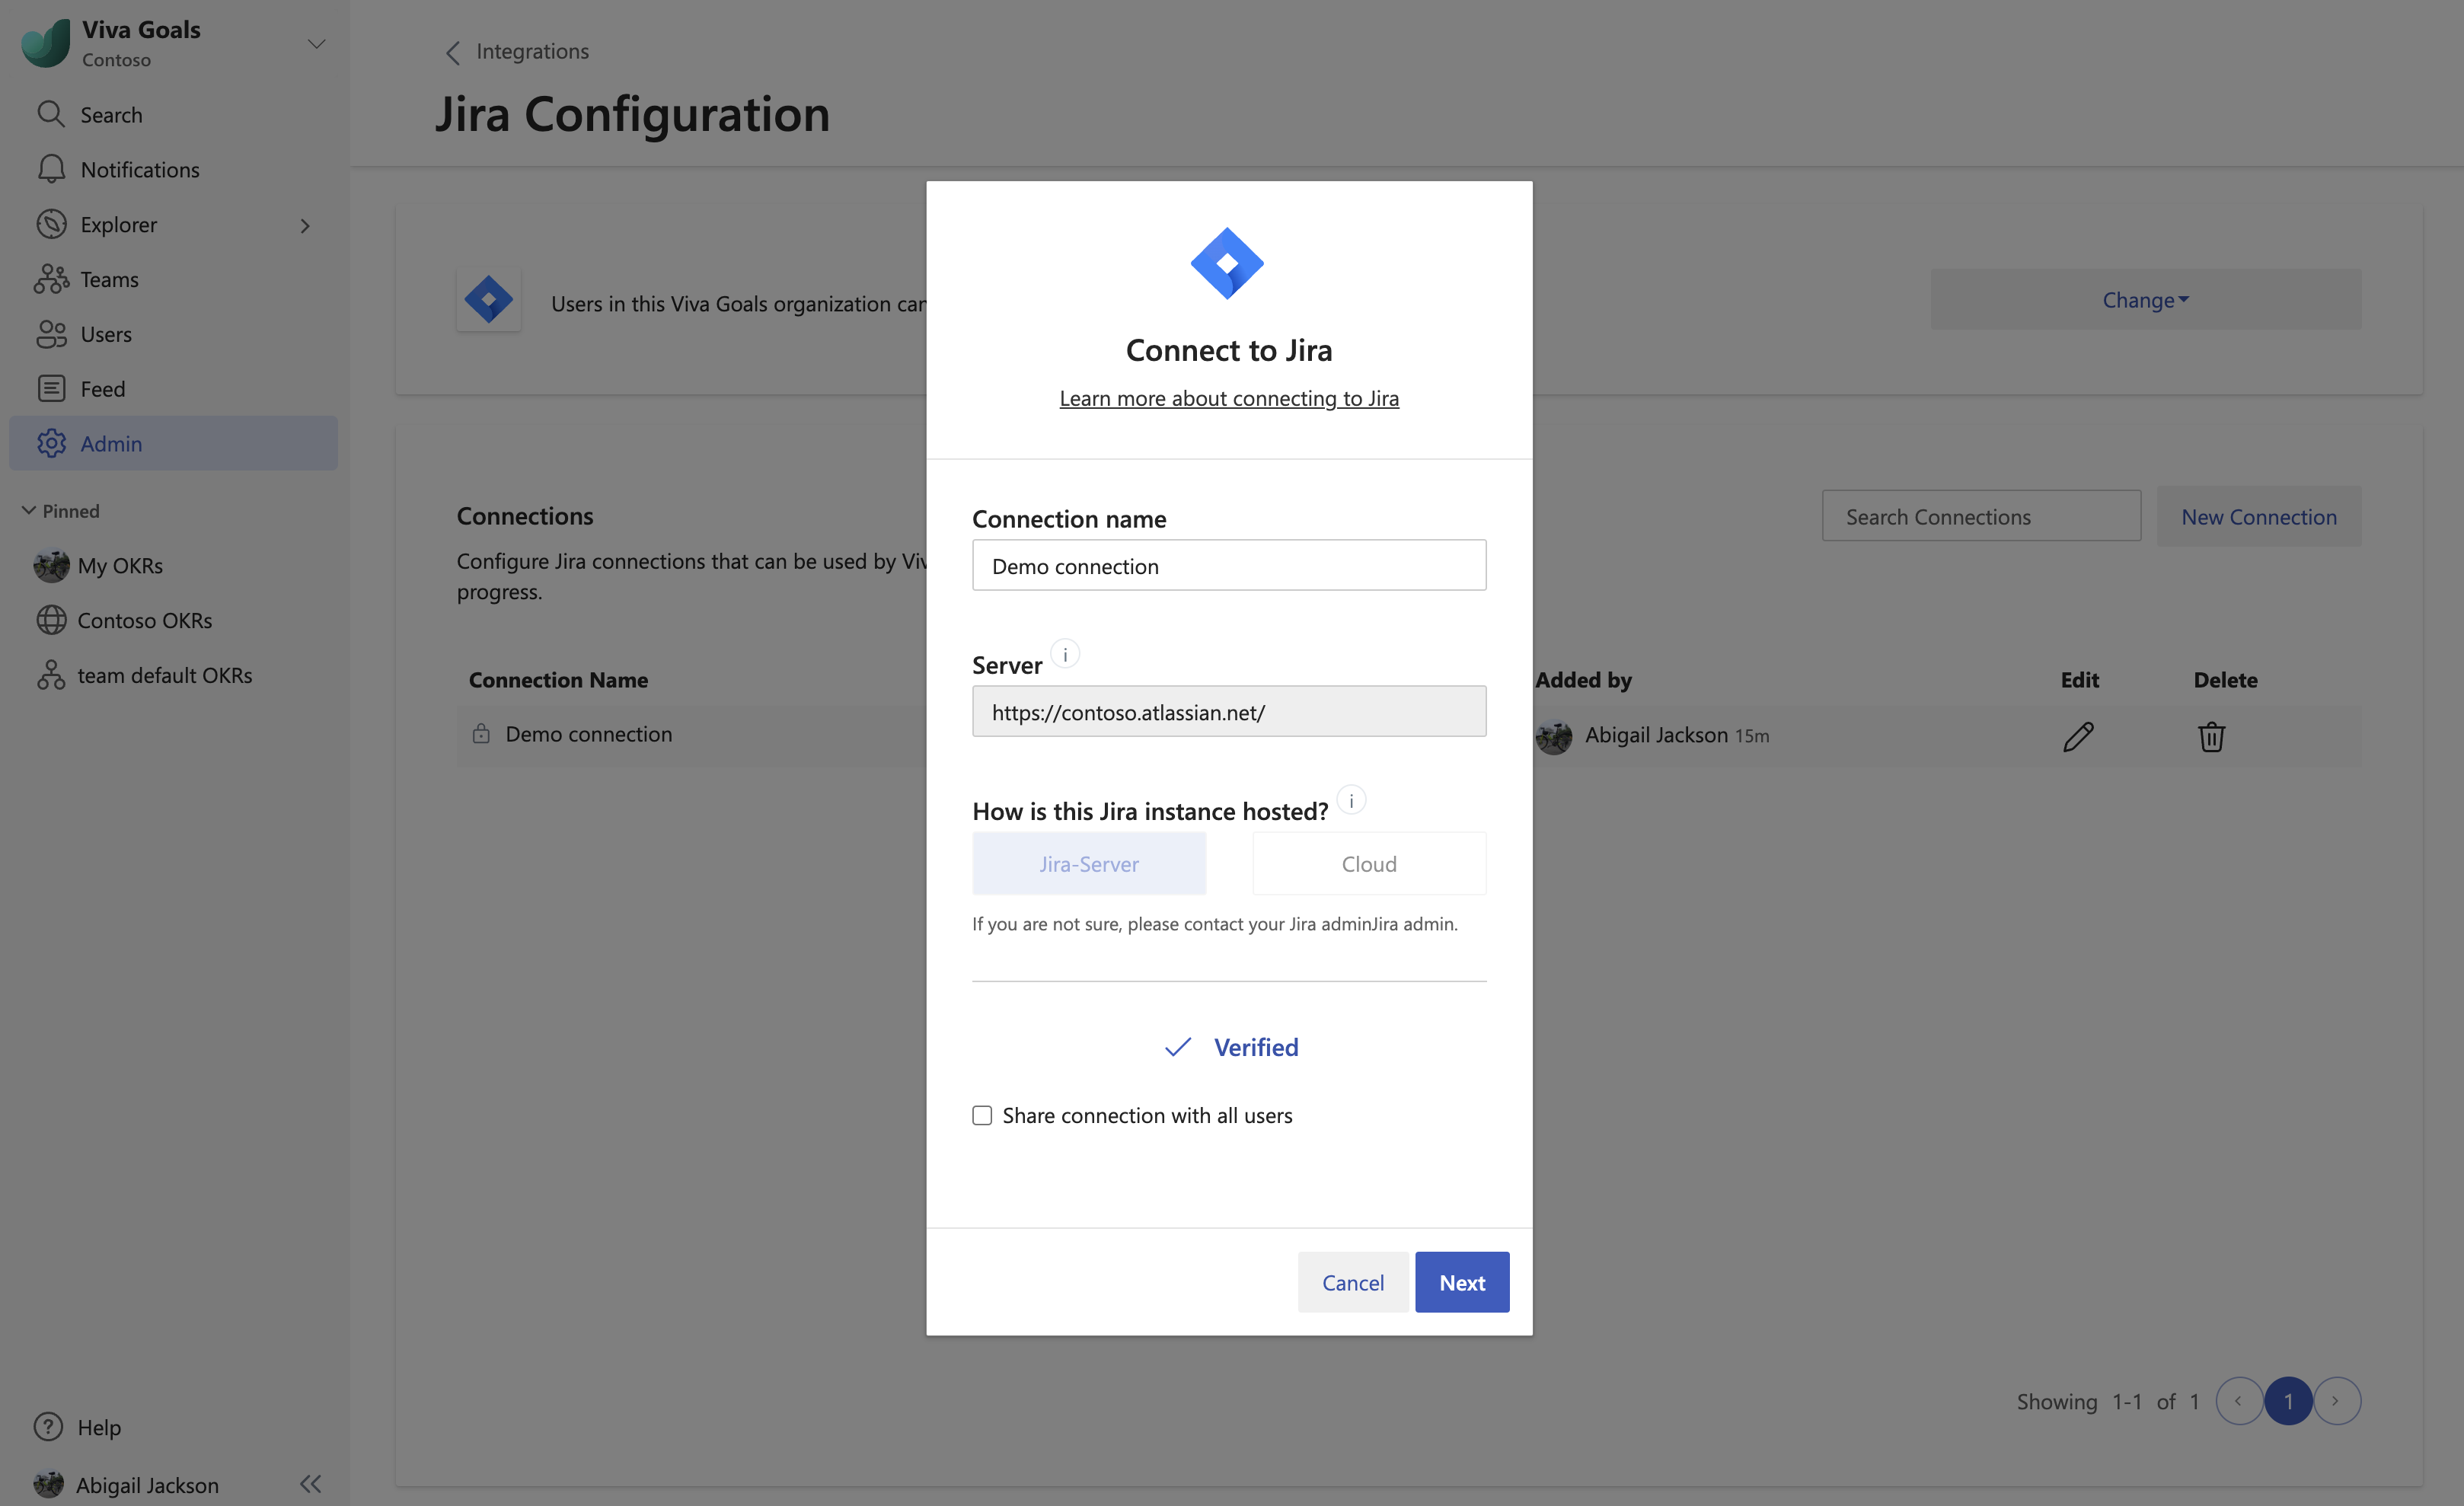 Viva Goals
Contoso
Search
Notifications
Explorer
Teams
Users
Feed
Admin
Pinned
My OKRs
Contoso OKRs
team default OKRs
Help
Abigail Jackson
Integrations
Jira Configuration
Users in this Viva Goals organization can
Change
Connections
Configure Jira connections that can be used by Viv
progress.
Search Connections
New Connection
Connection Name
Added by
Edit
Delete
Demo connection
Abigail Jackson 15m
Showing 1-1 of 1
1
Connect to Jira
Learn more about connecting to Jira
Connection name
Demo connection
Server
https://contoso.atlassian.net/
How is this Jira instance hosted?
Jira-Server
Cloud
If you are not sure, please contact your Jira adminJira admin.
Verified
Share connection with all users
Cancel
Next